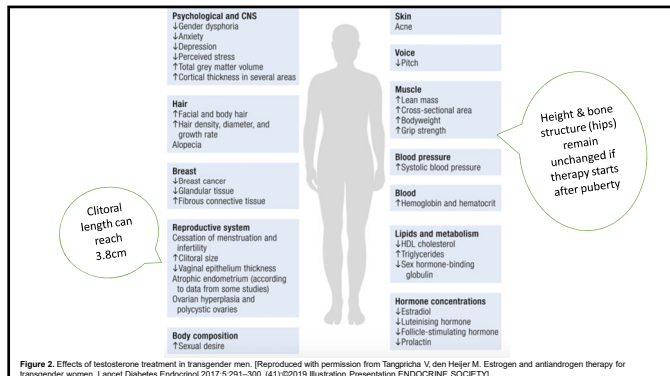 Psychological and CNS
↓Gender dysphoria
↓Anxiety
↓Depression
↓Perceived stress
↑Total grey matter volume
↑Cortical thickness in several areas
Hair
↑Facial and body hair
↑Hair density, diameter, and
growth rate
Alopecia
Breast
↓Breast cancer
↓Glandular tissue
↑Fibrous connective tissue
Clitoral
length can
reach
3.8cm
Reproductive system
Cessation of menstruation and
infertility
↑Clitoral size
↓Vaginal epithelium thickness
Atrophic endometrium (according
to data from some studies)
Ovarian hyperplasia and
polycystic ovaries
Body composition
↑Sexual desire
Skin
Acne
Voice
↓Pitch
Muscle
↑Lean mass
↑Cross-sectional area
↑Bodyweight
↑Grip strength
Height & bone
structure (hips)
remain
unchanged if
therapy starts
after puberty
Blood pressure
↑Systolic blood pressure
Blood
↑Hemoglobin and hematocrit
Lipids and metabolism
↓HDL cholesterol
↑Triglycerides
↓Sex hormone-binding
globulin
Hormone concentrations
↓Estradiol
↓Luteinising hormone
↓Follicle-stimulating hormone
↓Prolactin
Figure 2. Effects of testosterone treatment in transgender men. [Reproduced with permission from Tangpricha V, den Heijer M. Estrogen and antiandrogen therapy for
transgender women. Lancet Diabetes Endocrinol 2017;5:291–300. (41);©2019 Illustration Presentation ENDOCRINE SOCIETY].